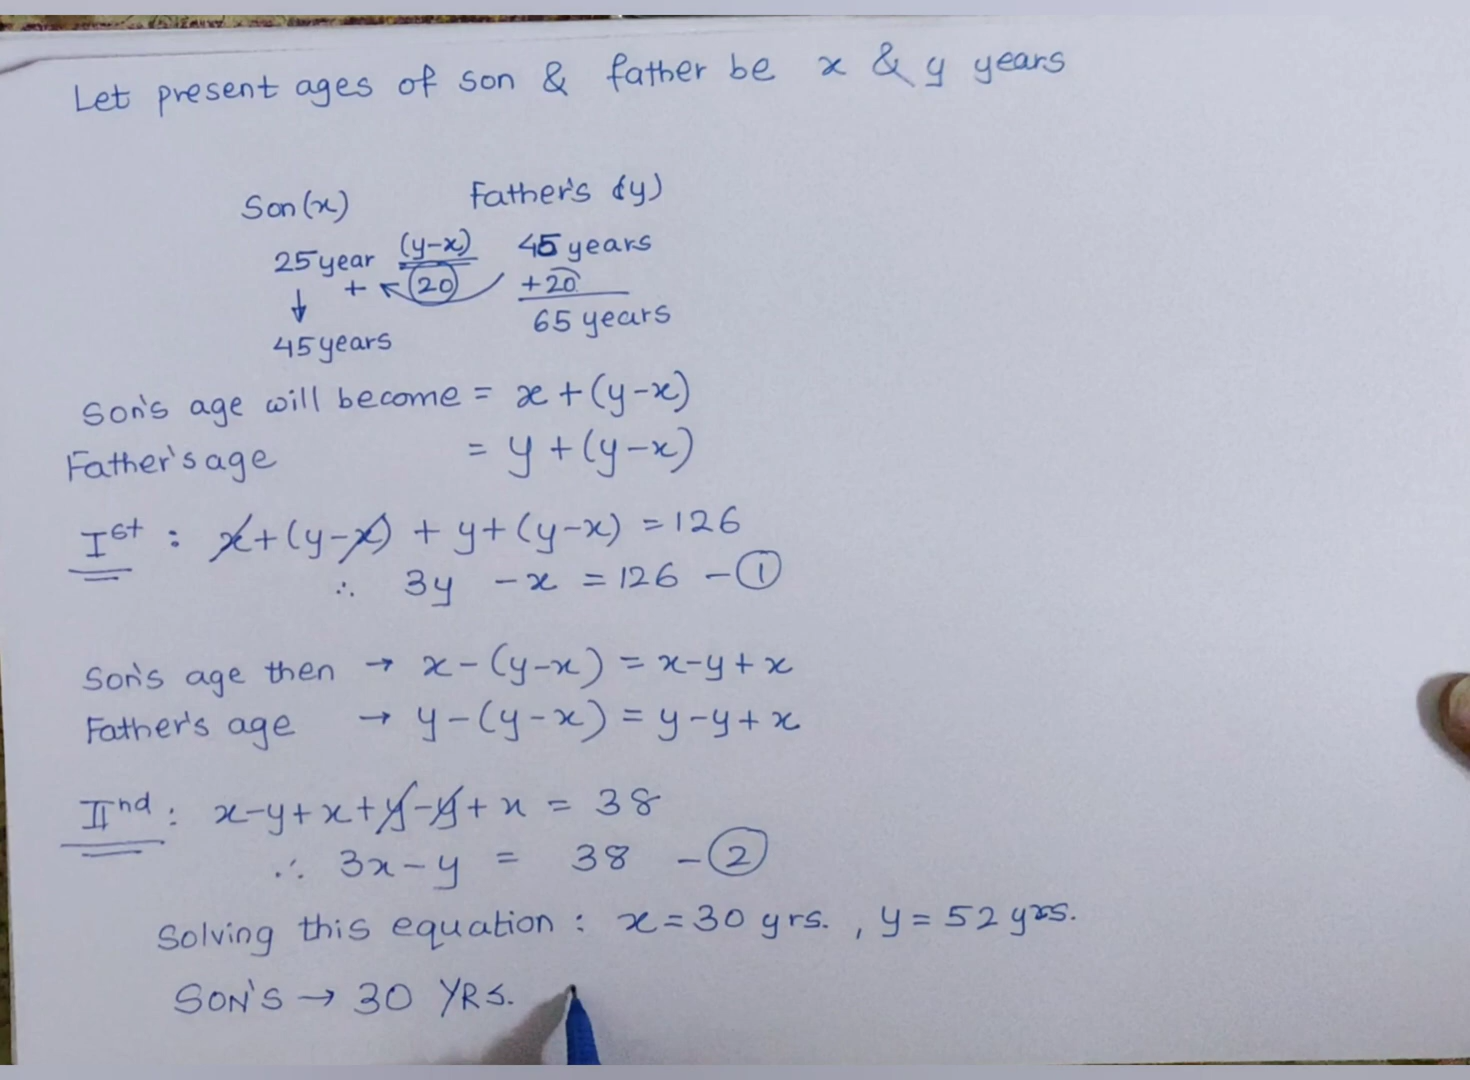 Let present ages of son & father be x & y years
Son (x) Father's (y)
25 year (y-x) 45 years
+ 20 +20
45 years 65 years
Son's age will become = x + (y-x)
Father's age = y + (y-x)
Ist : x + (y-x) + y + (y-x) = 126
∴ 3y - x = 126 - ①
Son's age then → x - (y-x) = x-y+x
Father's age → y - (y-x) = y-y+x
IInd : x-y+x+y-y+x = 38
∴ 3x-y = 38 - ②
Solving this equation : x = 30 yrs. , y = 52 yrs.
SON'S → 30 YRS.